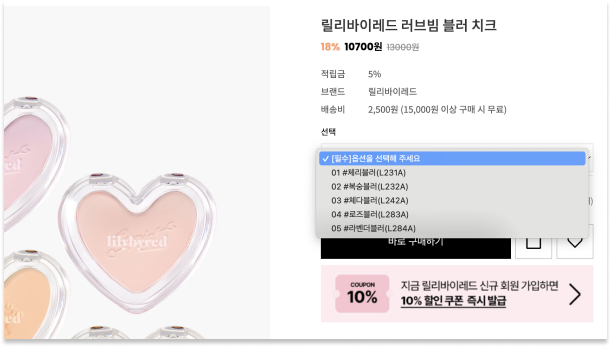 릴리바이레드 러브빔 블러 치크
18% 10700원 13000원
적립금 5%
브랜드 릴리바이레드
배송비 2,500원 (15,000원 이상 구매 시 무료)
선택
✓ [필수]옵션을 선택해 주세요
01 #체리블러(L231A)
02 #복숭블러(L232A)
03 #체다블러(L242A)
04 #로즈블러(L283A)
05 #라벤더블러(L284A)
바로 구매하기
lilybyred
COUPON
10%
지금 릴리바이레드 신규 회원 가입하면
10% 할인 쿠폰 즉시 발급